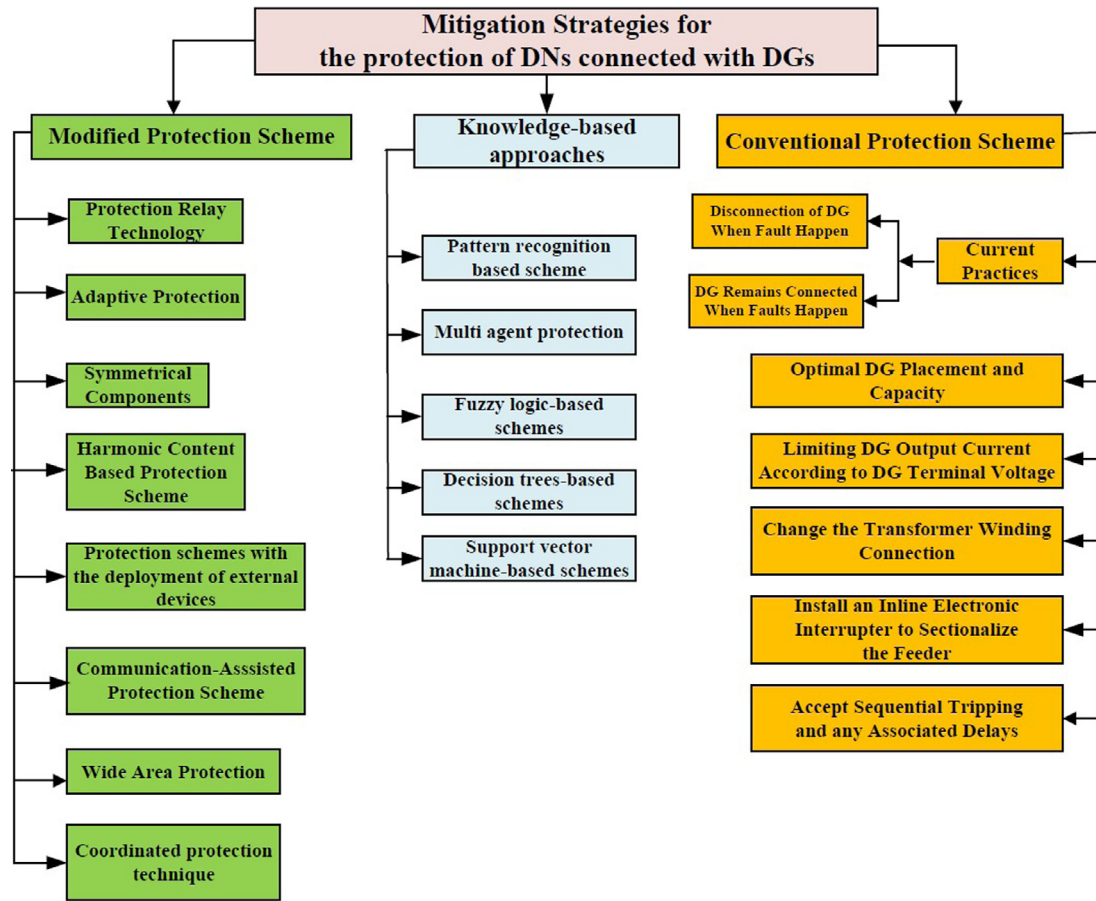 Mitigation Strategies for
the protection of DNs connected with DGs
Modified Protection Scheme
Protection Relay
Technology
Adaptive Protection
Symmetrical
Components
Harmonic Content
Based Protection
Scheme
Protection schemes with
the deployment of external
devices
Communication-Asssisted
Protection Scheme
Wide Area Protection
Coordinated protection
technique
Knowledge-based
approaches
Pattern recognition
based scheme
Multi agent protection
Fuzzy logic-based
schemes
Decision trees-based
schemes
Support vector
machine-based schemes
Conventional Protection Scheme
Current
Practices
Disconnection of DG
When Fault Happen
DG Remains Connected
When Faults Happen
Optimal DG Placement and
Capacity
Limiting DG Output Current
According to DG Terminal Voltage
Change the Transformer Winding
Connection
Install an Inline Electronic
Interrupter to Sectionalize
the Feeder
Accept Sequential Tripping
and any Associated Delays